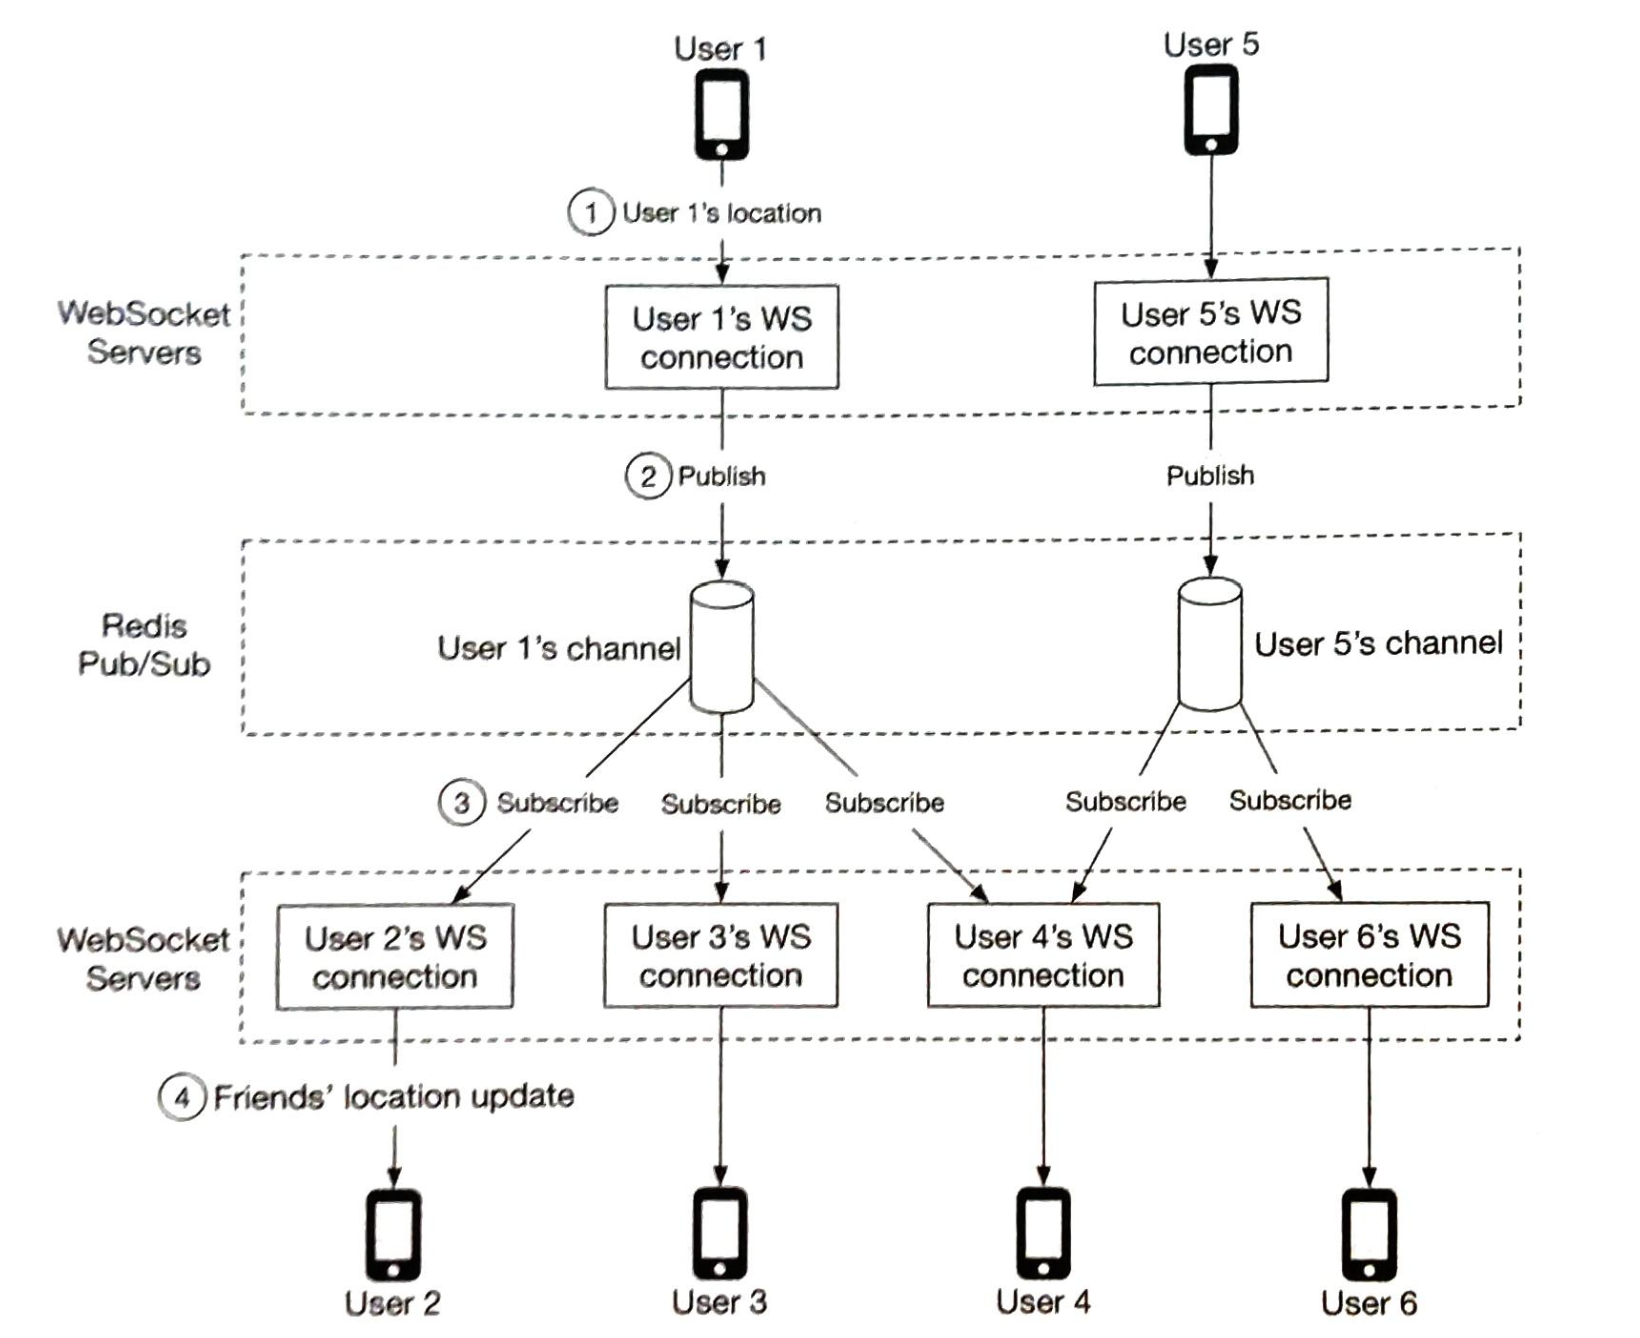 User 1
User 5
1 User 1's location
WebSocket
Servers
User 1's WS
connection
User 5's WS
connection
2 Publish
Publish
Redis
Pub/Sub
User 1's channel
User 5's channel
3 Subscribe
Subscribe
Subscribe
Subscribe
Subscribe
WebSocket
Servers
User 2's WS
connection
User 3's WS
connection
User 4's WS
connection
User 6's WS
connection
4 Friends' location update
User 2
User 3
User 4
User 6